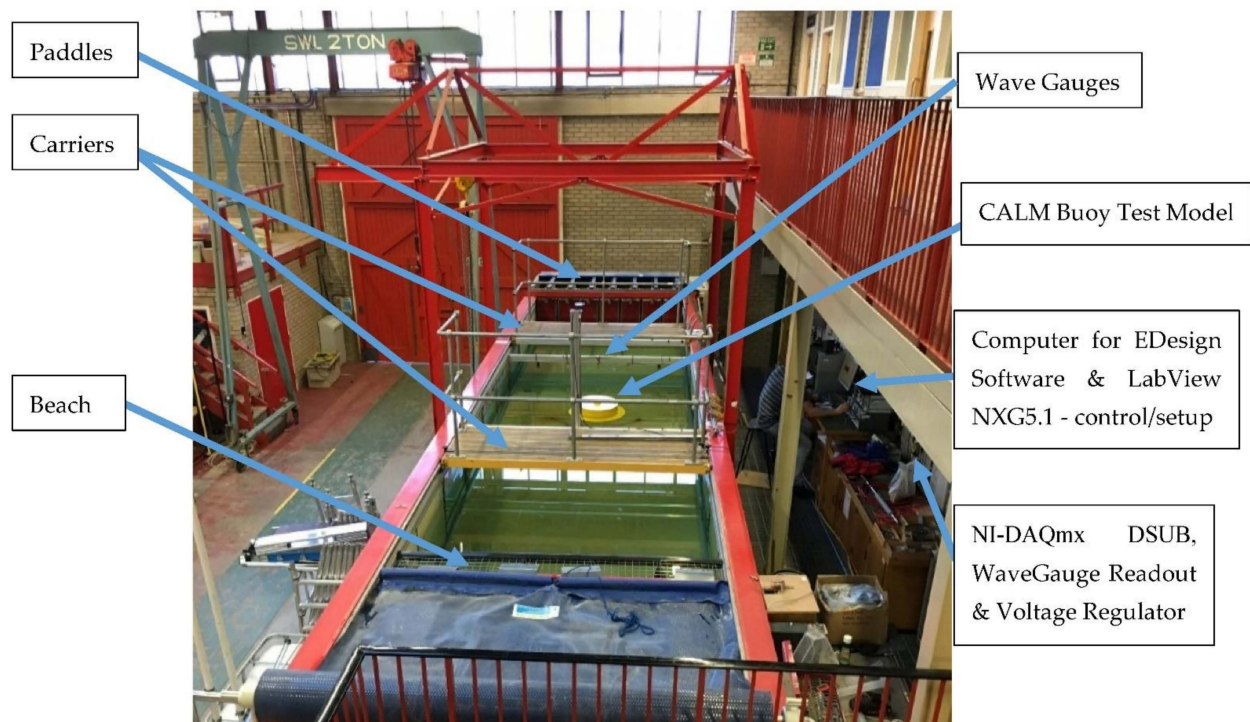 Paddles
SWL 2TON
Wave Gauges
Carriers
CALM Buoy Test Model
Computer for EDesign
Software & LabView
NXG5.1 - control/setup
Beach
NI-DAQmx DSUB,
WaveGauge Readout
& Voltage Regulator